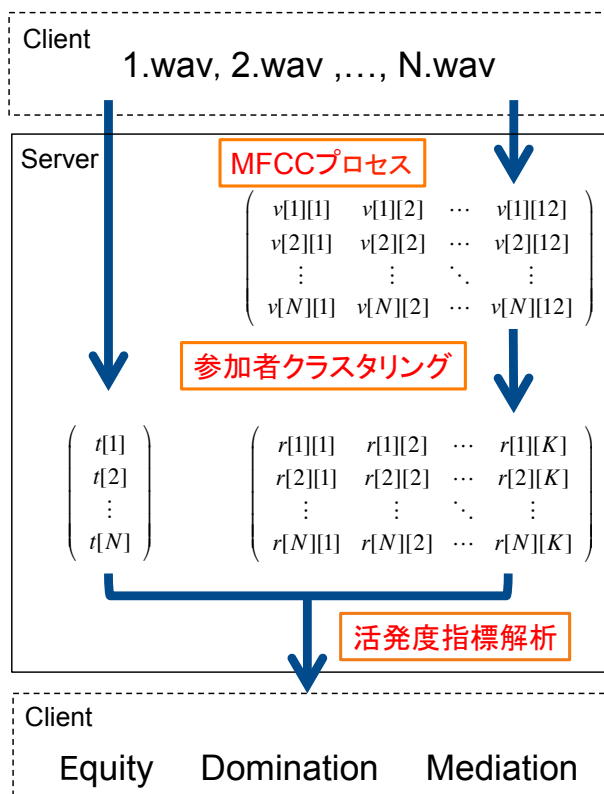 Client
1.wav, 2.wav ,…, N.wav
Server
MFCCプロセス
v[1][1] v[1][2] ⋯ v[1][12]
v[2][1] v[2][2] ⋯ v[2][12]
⋮ ⋮ ⋱ ⋮
v[N][1] v[N][2] ⋯ v[N][12]
参加者クラスタリング
t[1]
t[2]
⋮
t[N]
r[1][1] r[1][2] ⋯ r[1][K]
r[2][1] r[2][2] ⋯ r[2][K]
⋮ ⋮ ⋱ ⋮
r[N][1] r[N][2] ⋯ r[N][K]
活発度指標解析
Client
Equity Domination Mediation